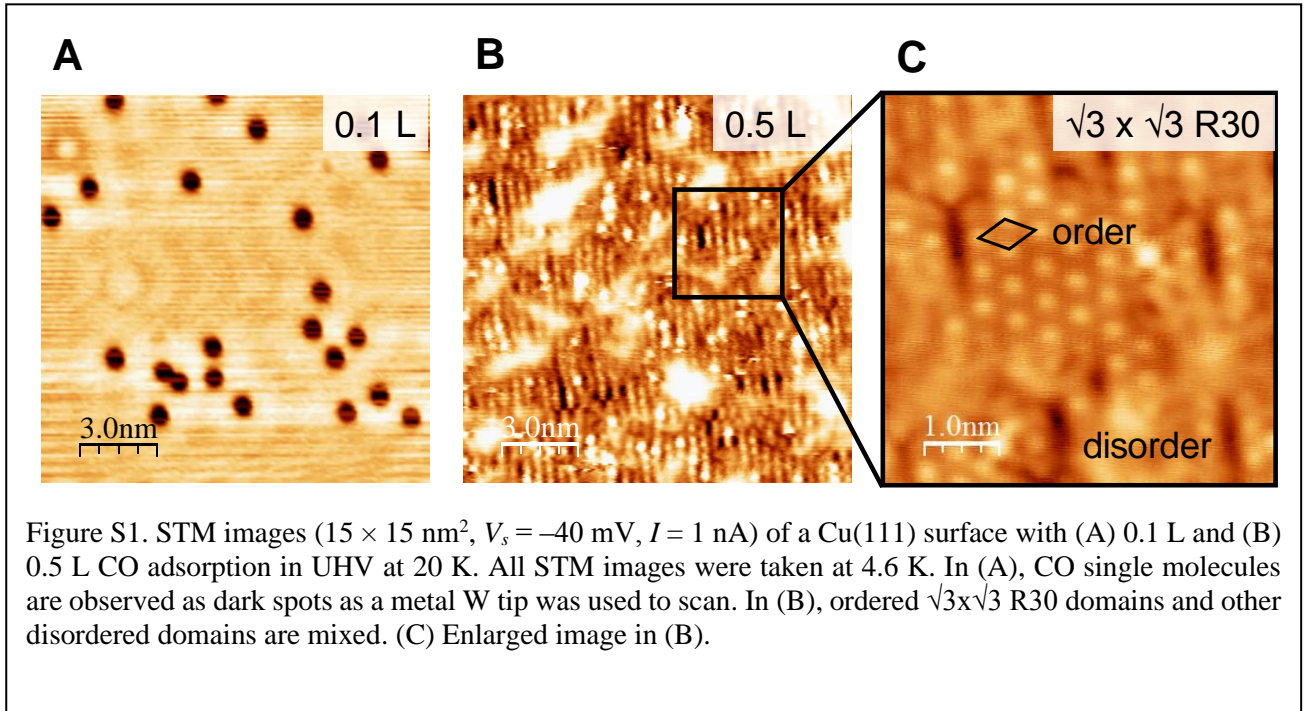 A
B
C
0.1 L
0.5 L
√3 x √3 R30
order
disorder
3.0nm
3.0nm
1.0nm
Figure S1. STM images (15 × 15 nm², Vs = –40 mV, I = 1 nA) of a Cu(111) surface with (A) 0.1 L and (B)
0.5 L CO adsorption in UHV at 20 K. All STM images were taken at 4.6 K. In (A), CO single molecules
are observed as dark spots as a metal W tip was used to scan. In (B), ordered √3x√3 R30 domains and other
disordered domains are mixed. (C) Enlarged image in (B).